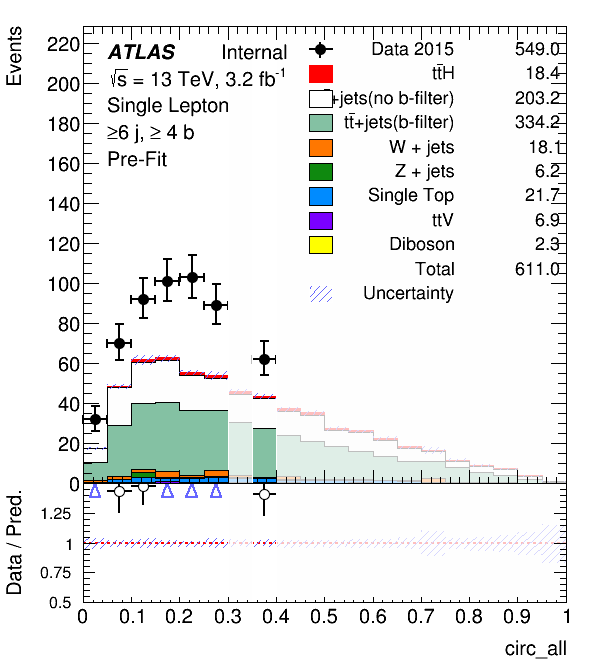 Events
ATLAS Internal
√s = 13 TeV, 3.2 fb-1
Single Lepton
≥6 j, ≥ 4 b
Pre-Fit
Data 2015 549.0
tt̄H 18.4
+jets(no b-filter) 203.2
tt̄+jets(b-filter) 334.2
W + jets 18.1
Z + jets 6.2
Single Top 21.7
ttV 6.9
Diboson 2.3
Total 611.0
Uncertainty
220
200
180
160
140
120
100
80
60
40
20
0
Data / Pred.
1.25
1
0.75
0.5
0 0.1 0.2 0.3 0.4 0.5 0.6 0.7 0.8 0.9 1
circ_all